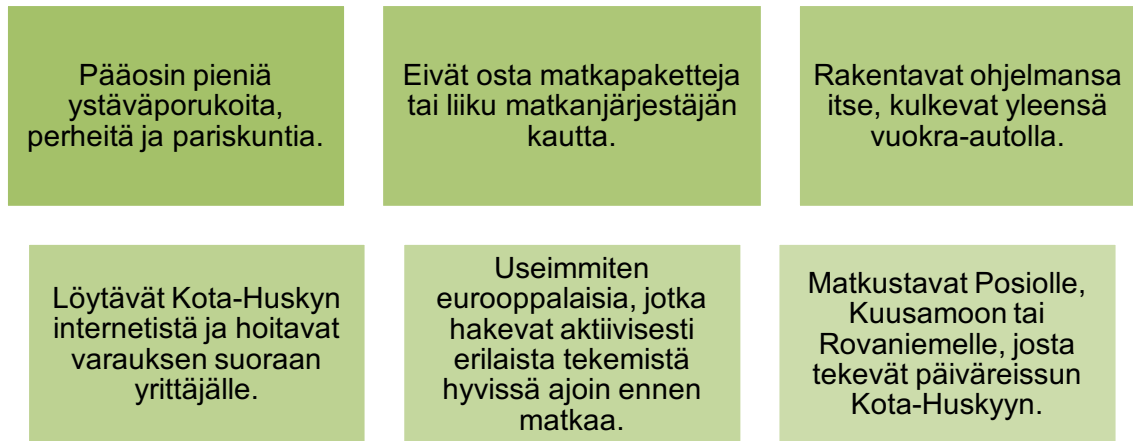 Pääosin pieniä
ystäväporukoita,
perheitä ja pariskuntia.
Eivät osta matkapaketteja
tai liiku matkanjärjestäjän
kautta.
Rakentavat ohjelmansa
itse, kulkevat yleensä
vuokra-autolla.
Löytävät Kota-Huskyn
internetistä ja hoitavat
varauksen suoraan
yrittäjälle.
Useimmiten
eurooppalaisia, jotka
hakevat aktiivisesti
erilaista tekemistä
hyvissä ajoin ennen
matkaa.
Matkustavat Posiolle,
Kuusamoon tai
Rovaniemelle, josta
tekevät päiväreissun
Kota-Huskyyn.